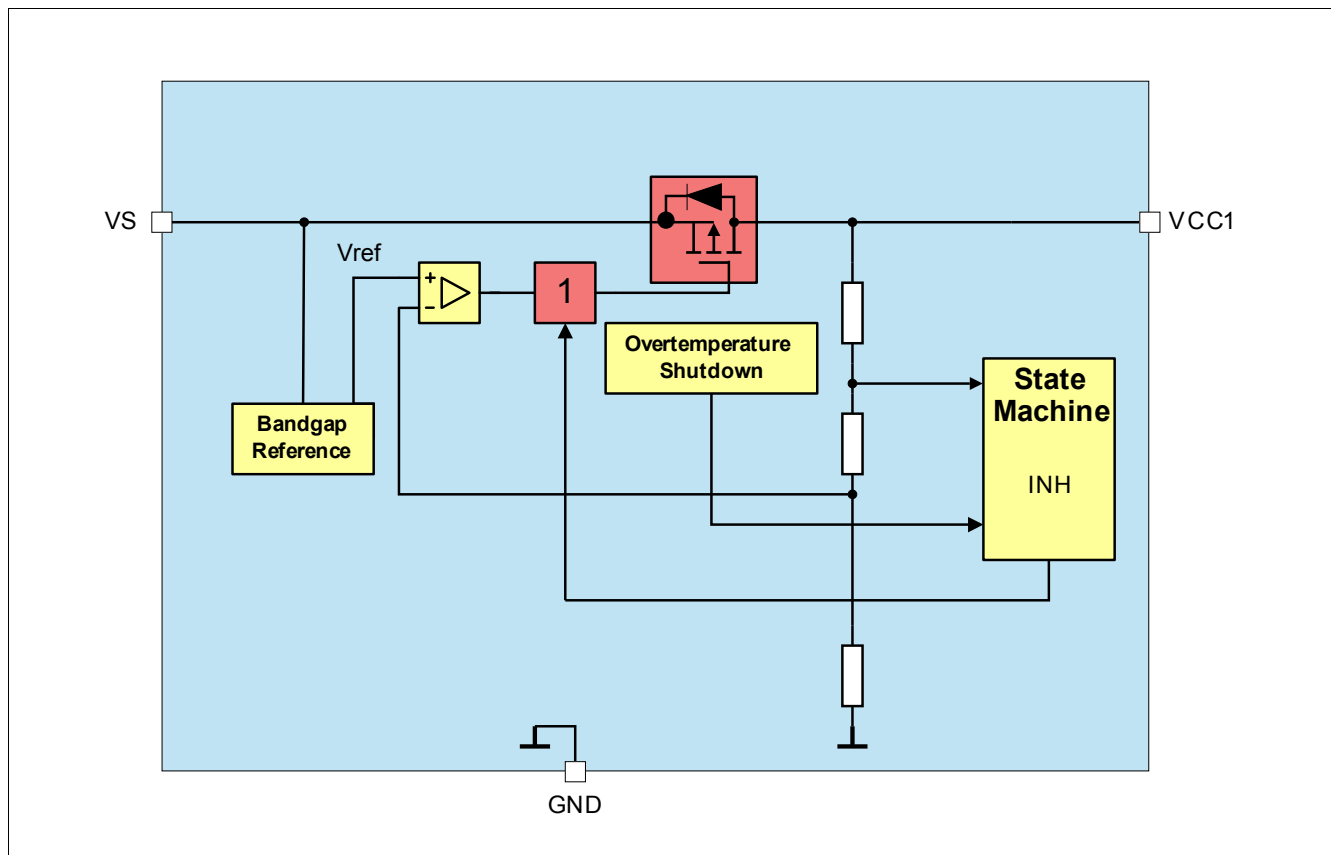 VS
VCC1
Vref
+
-
1
Overtemperature
Shutdown
State
Machine
INH
Bandgap
Reference
GND